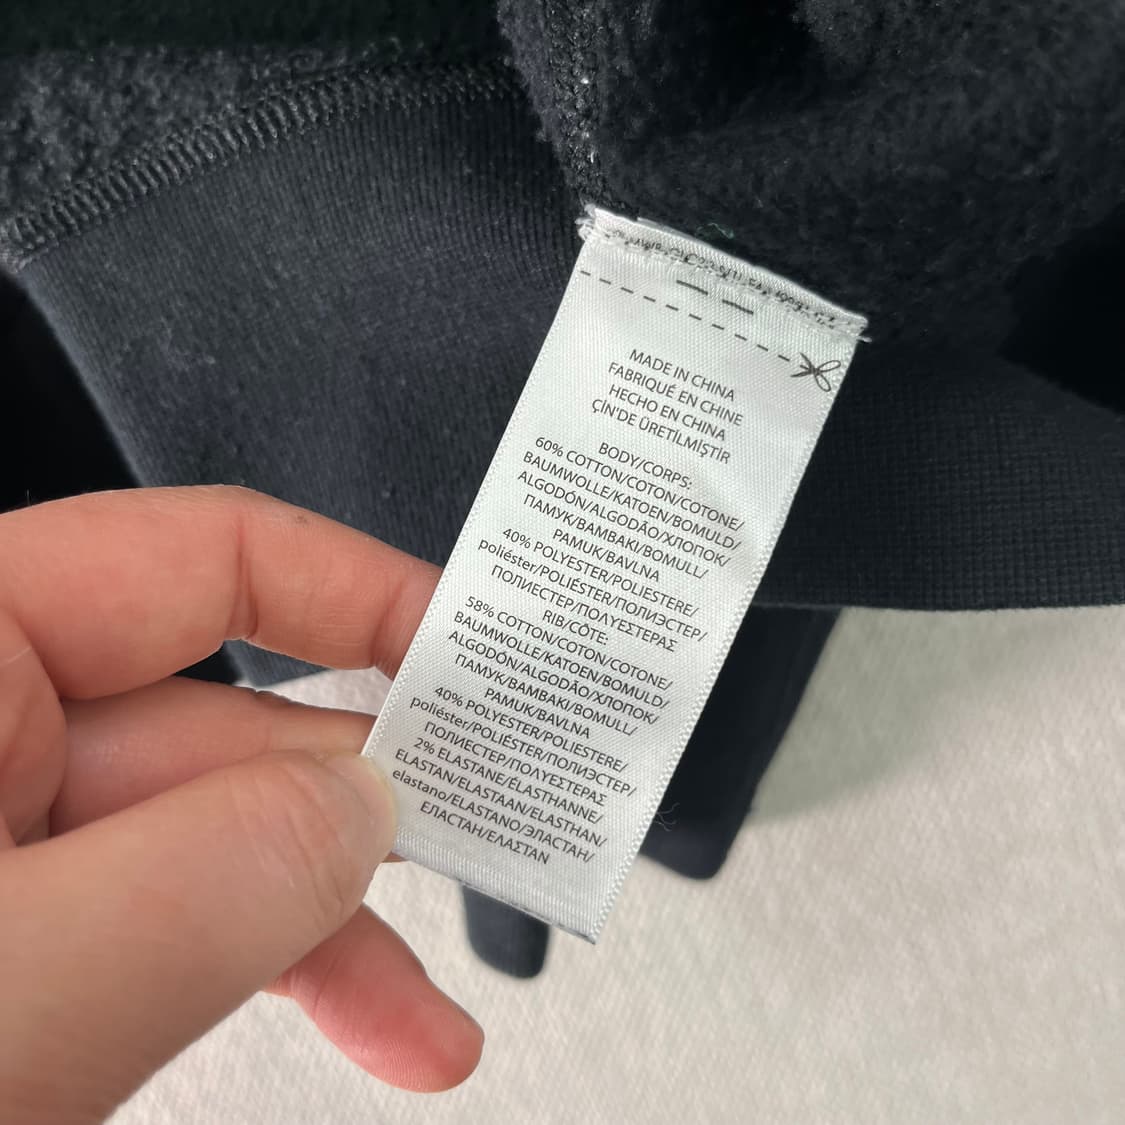 MADE IN CHINA
FABRIQUÉ EN CHINE
HECHO EN CHINA
ÇİN'DE ÜRETİLMİŞTİR
BODY/CORPS:
60% COTTON/COTON/COTONE/
BAUMWOLLE/KATOEN/BOMULD/
ALGODÓN/ALGODÃO/ХЛОПОК/
ПАМУК/ΒΑΜΒΑΚΙ/BOMULL/
PAMUK/BAVLNA
40% POLYESTER/POLIESTERE/
poliéster/POLIÉSTER/ПОЛИЭСТЕР/
ПОЛИЕСТЕР/ΠΟΛΥΕΣΤΕΡΑΣ
RIB/CÔTE:
58% COTTON/COTON/COTONE/
BAUMWOLLE/KATOEN/BOMULD/
ALGODÓN/ALGODÃO/ХЛОПОК/
ПАМУК/ΒΑΜΒΑΚΙ/BOMULL/
PAMUK/BAVLNA
40% POLYESTER/POLIESTERE/
poliéster/POLIÉSTER/ПОЛИЭСТЕР/
ПОЛИЕСТЕР/ΠΟΛΥΕΣΤΕΡΑΣ
2% ELASTANE/ÉLASTHANNE/
ELASTAN/ELASTAAN/ELASTHAN/
elastano/ELASTANO/ЭЛАСТАН/
ЕЛАСТАН/ΕΛΑΣΤΑΝ